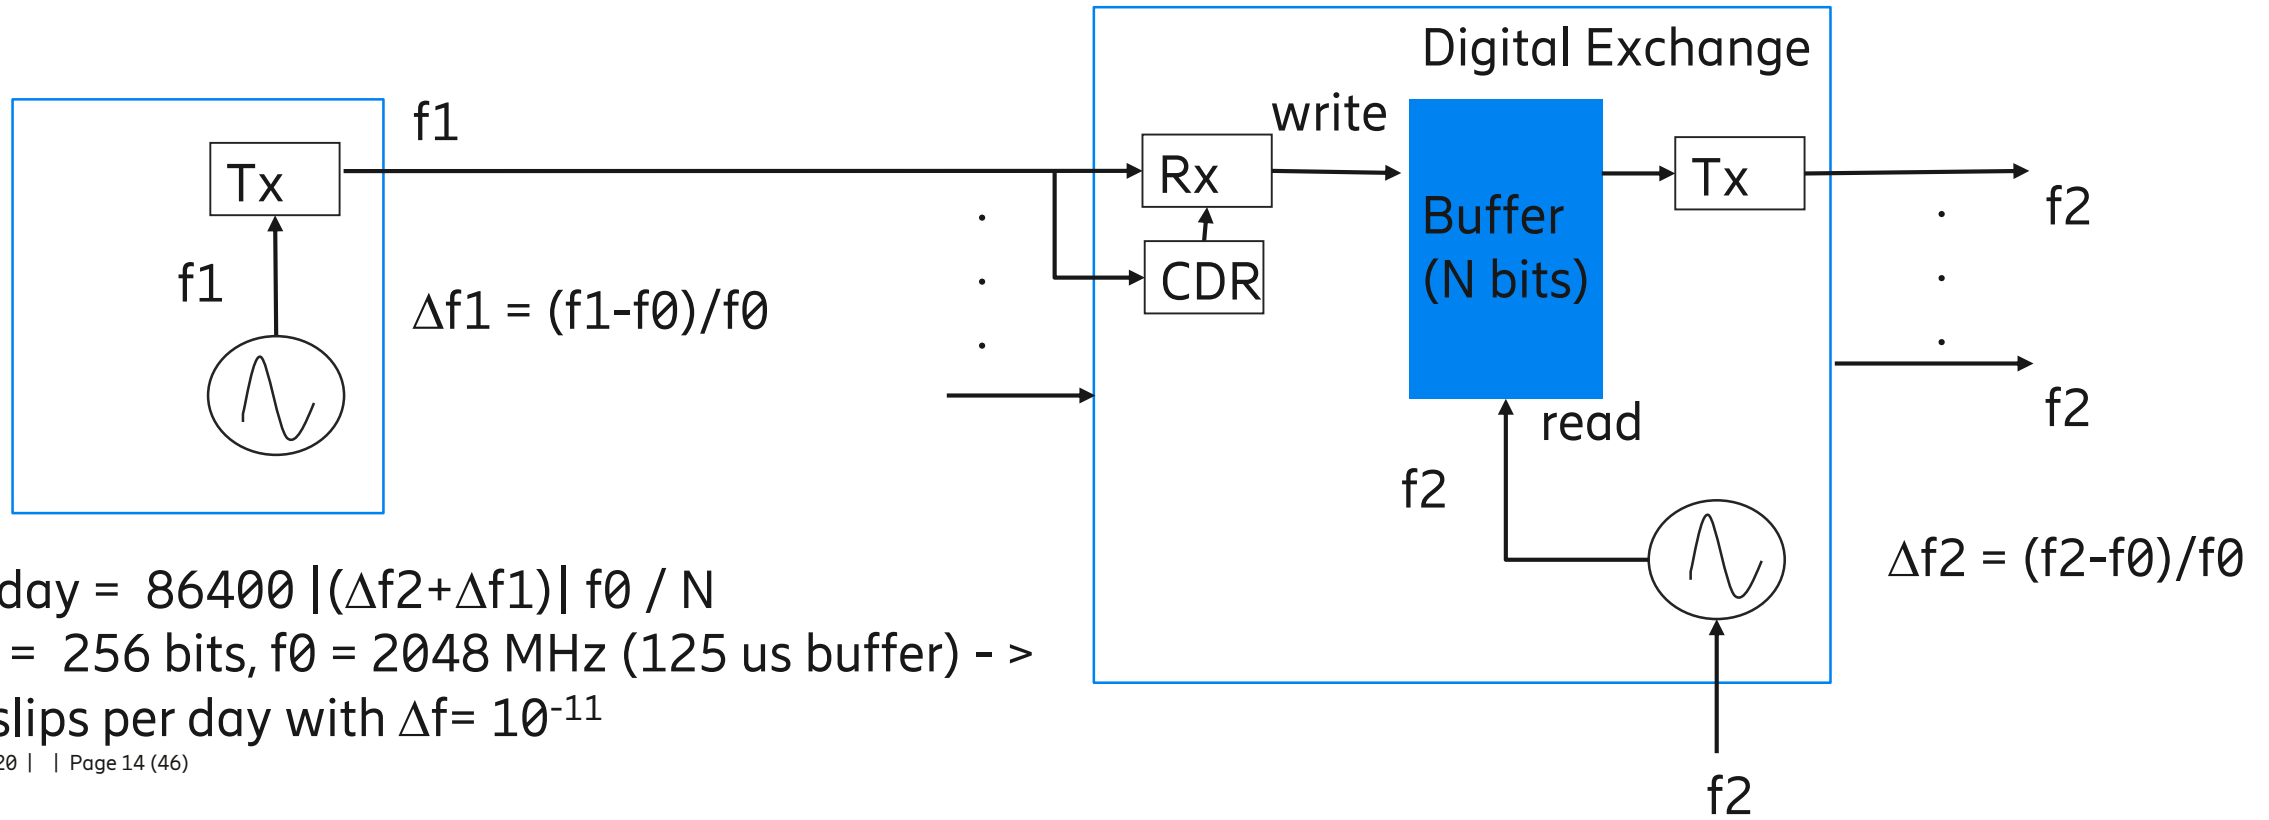 Digital Exchange
f1
write
Tx
Rx
Tx
Buffer
(N bits)
f2
f1
CDR
Δf1 = (f1-f0)/f0
read
f2
f2
Δf2 = (f2-f0)/f0
day = 86400 |(Δf2+Δf1)| f0 / N
= 256 bits, f0 = 2048 MHz (125 us buffer) - >
slips per day with Δf= 10⁻¹¹
20 | | Page 14 (46)
f2